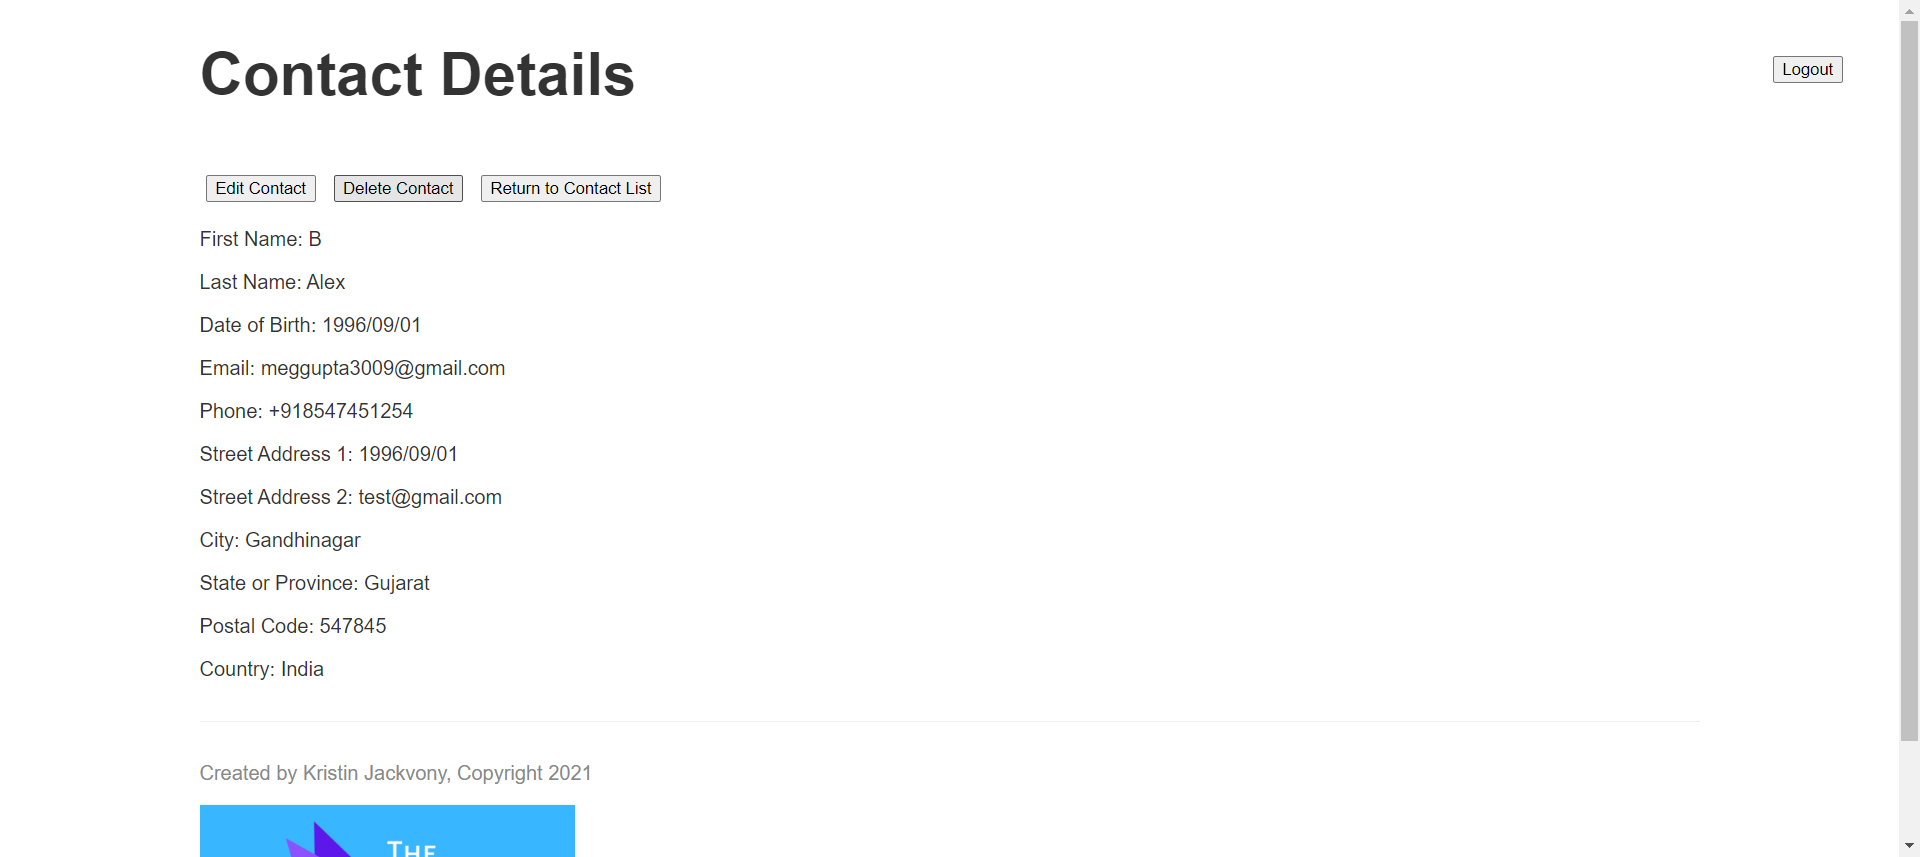 Contact Details
Logout
Edit Contact Delete Contact Return to Contact List
First Name: B
Last Name: Alex
Date of Birth: 1996/09/01
Email: meggupta3009@gmail.com
Phone: +918547451254
Street Address 1: 1996/09/01
Street Address 2: test@gmail.com
City: Gandhinagar
State or Province: Gujarat
Postal Code: 547845
Country: India
Created by Kristin Jackvony, Copyright 2021
THE